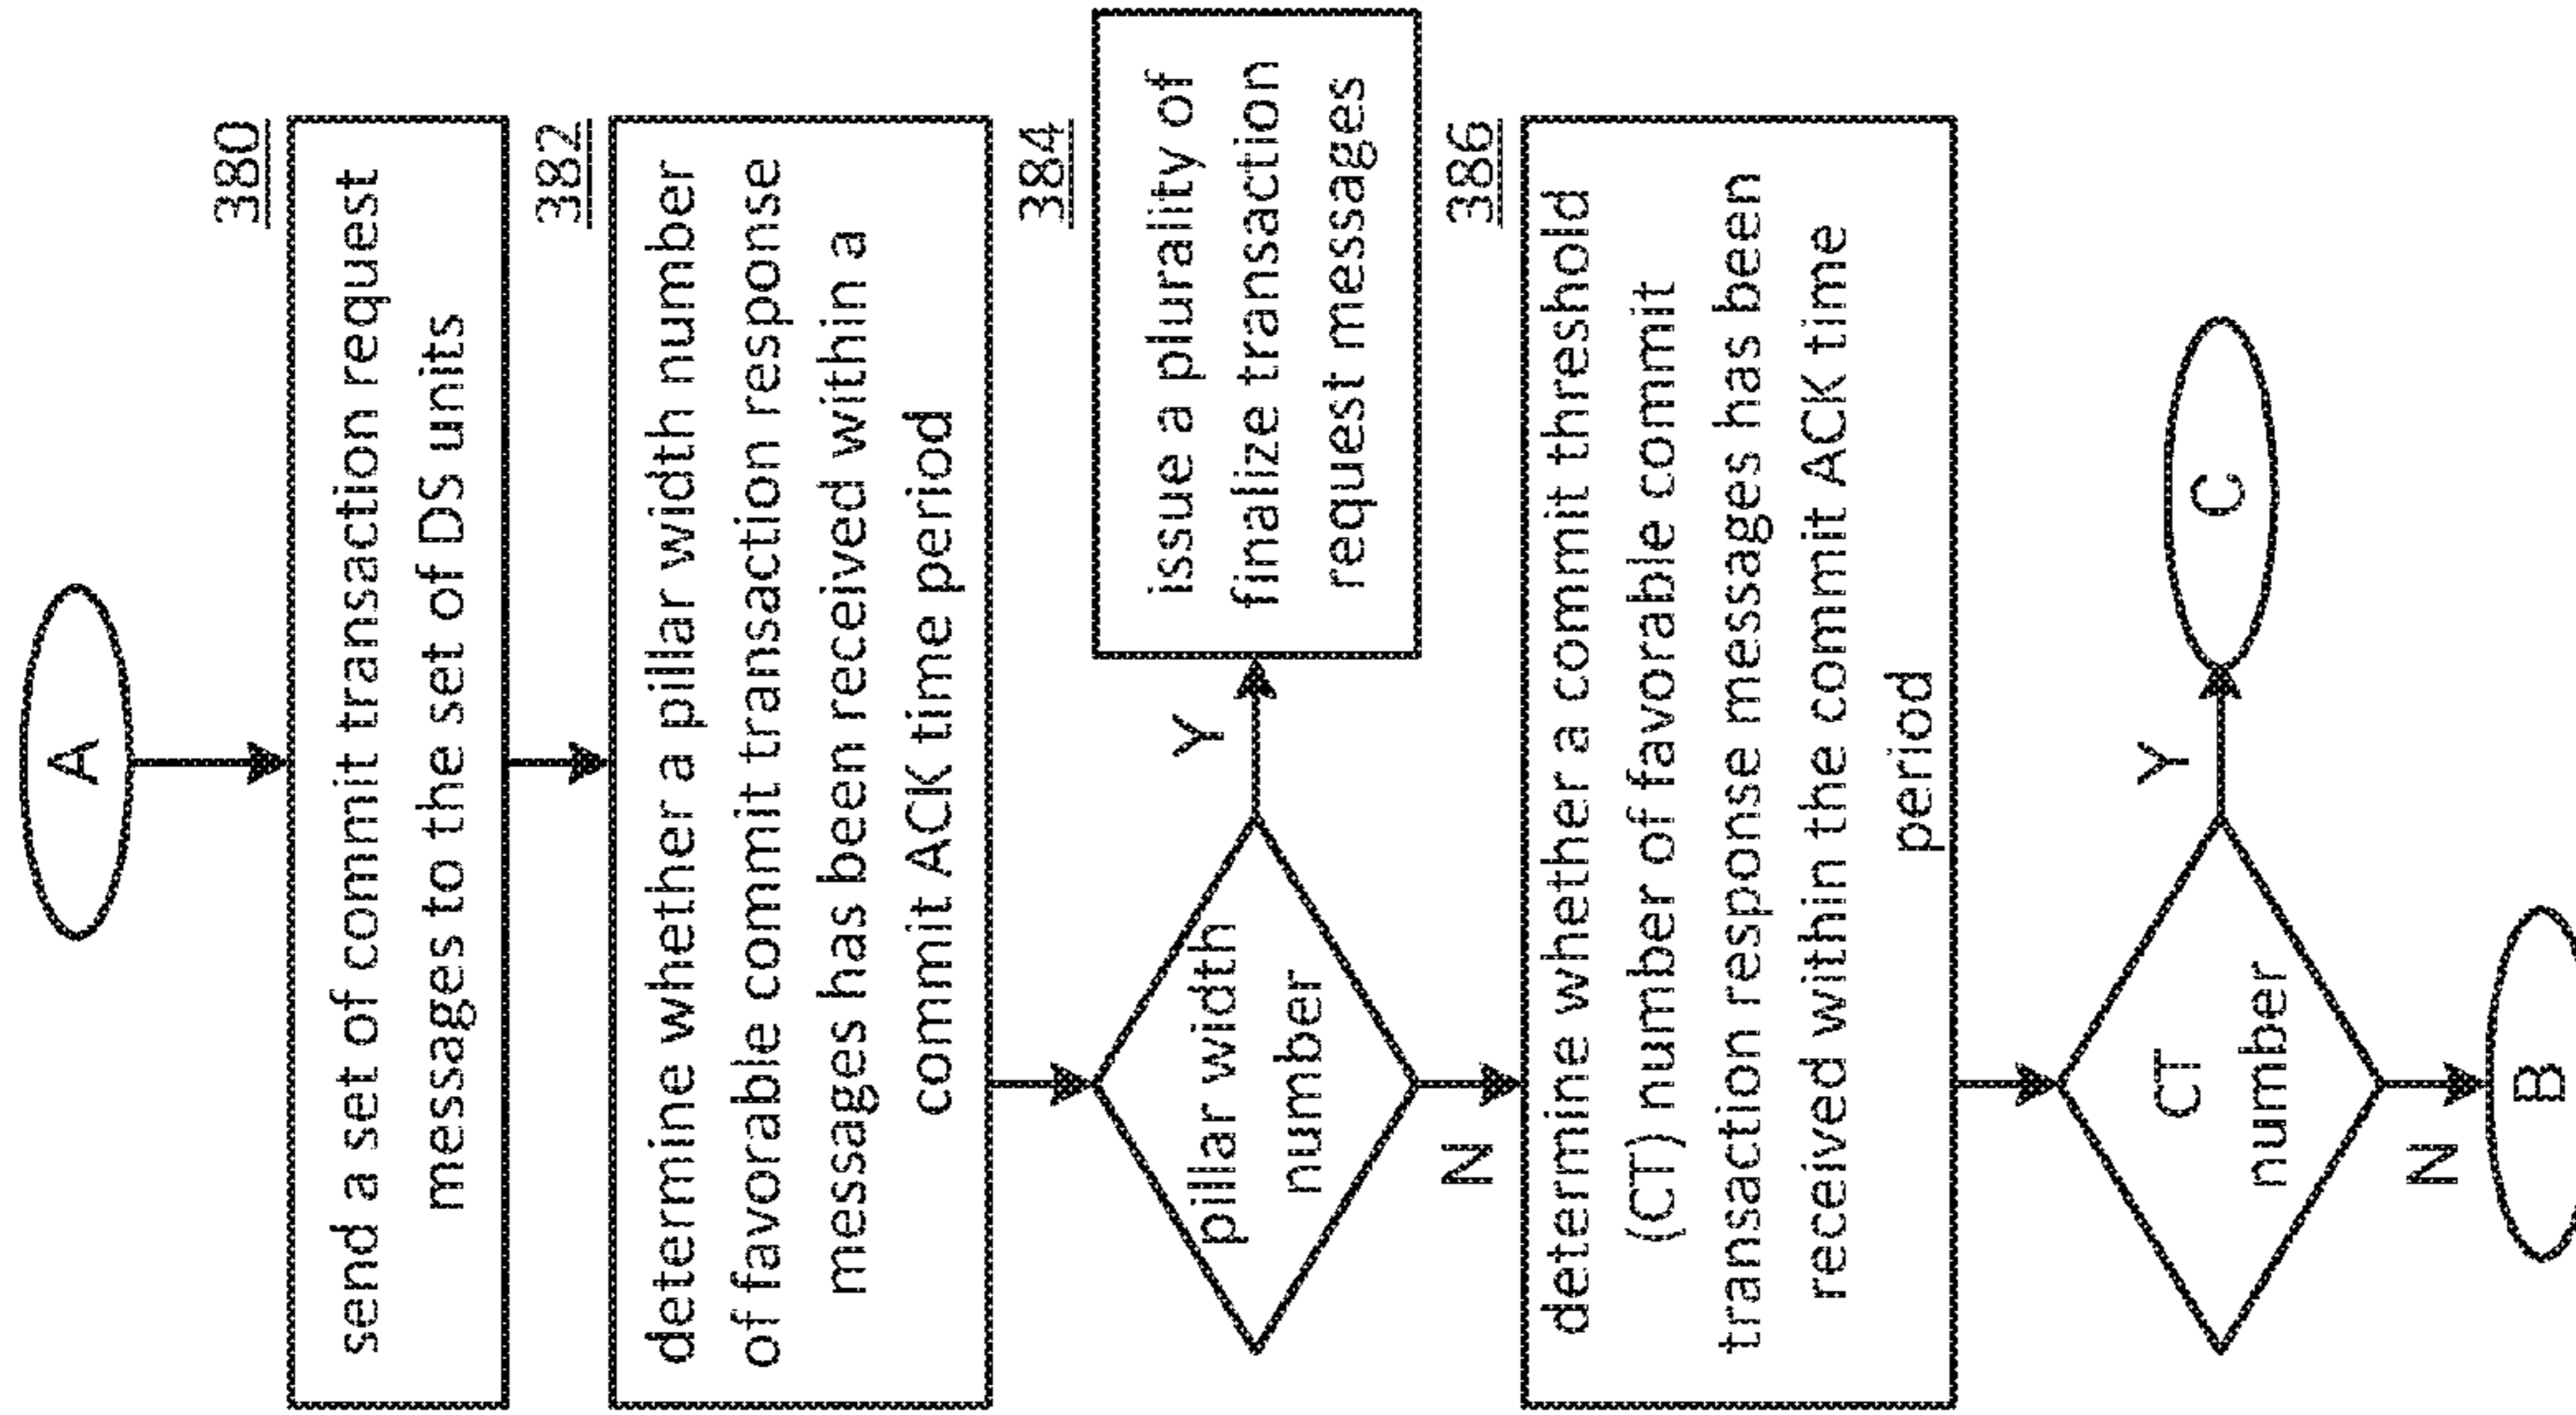 A
380
send a set of commit transaction request
messages to the set of DS units
382
determine whether a pillar width number
of favorable commit transaction response
messages has been received within a
commit ACK time period
384
pillar width
number
Y
issue a plurality of
finalize transaction
request messages
N
386
determine whether a commit threshold
(CT) number of favorable commit
transaction response messages has been
received within the commit ACK time
period
CT
number
Y
C
N
B